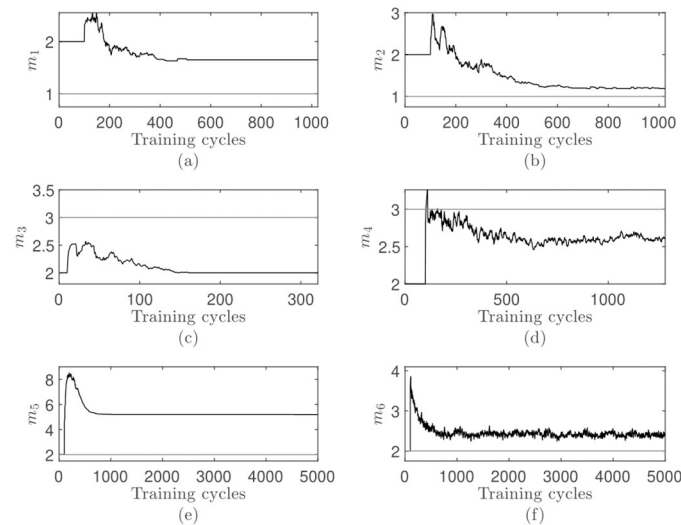 2
1
m1
0 200 400 600 800 1000
Training cycles
(a)
3
2
1
m2
0 200 400 600 800 1000
Training cycles
(b)
3.5
3
2.5
2
m3
0 100 200 300
Training cycles
(c)
3
2.5
2
m4
0 500 1000
Training cycles
(d)
8
6
4
2
m5
0 1000 2000 3000 4000 5000
Training cycles
(e)
4
3
2
m6
0 1000 2000 3000 4000 5000
Training cycles
(f)